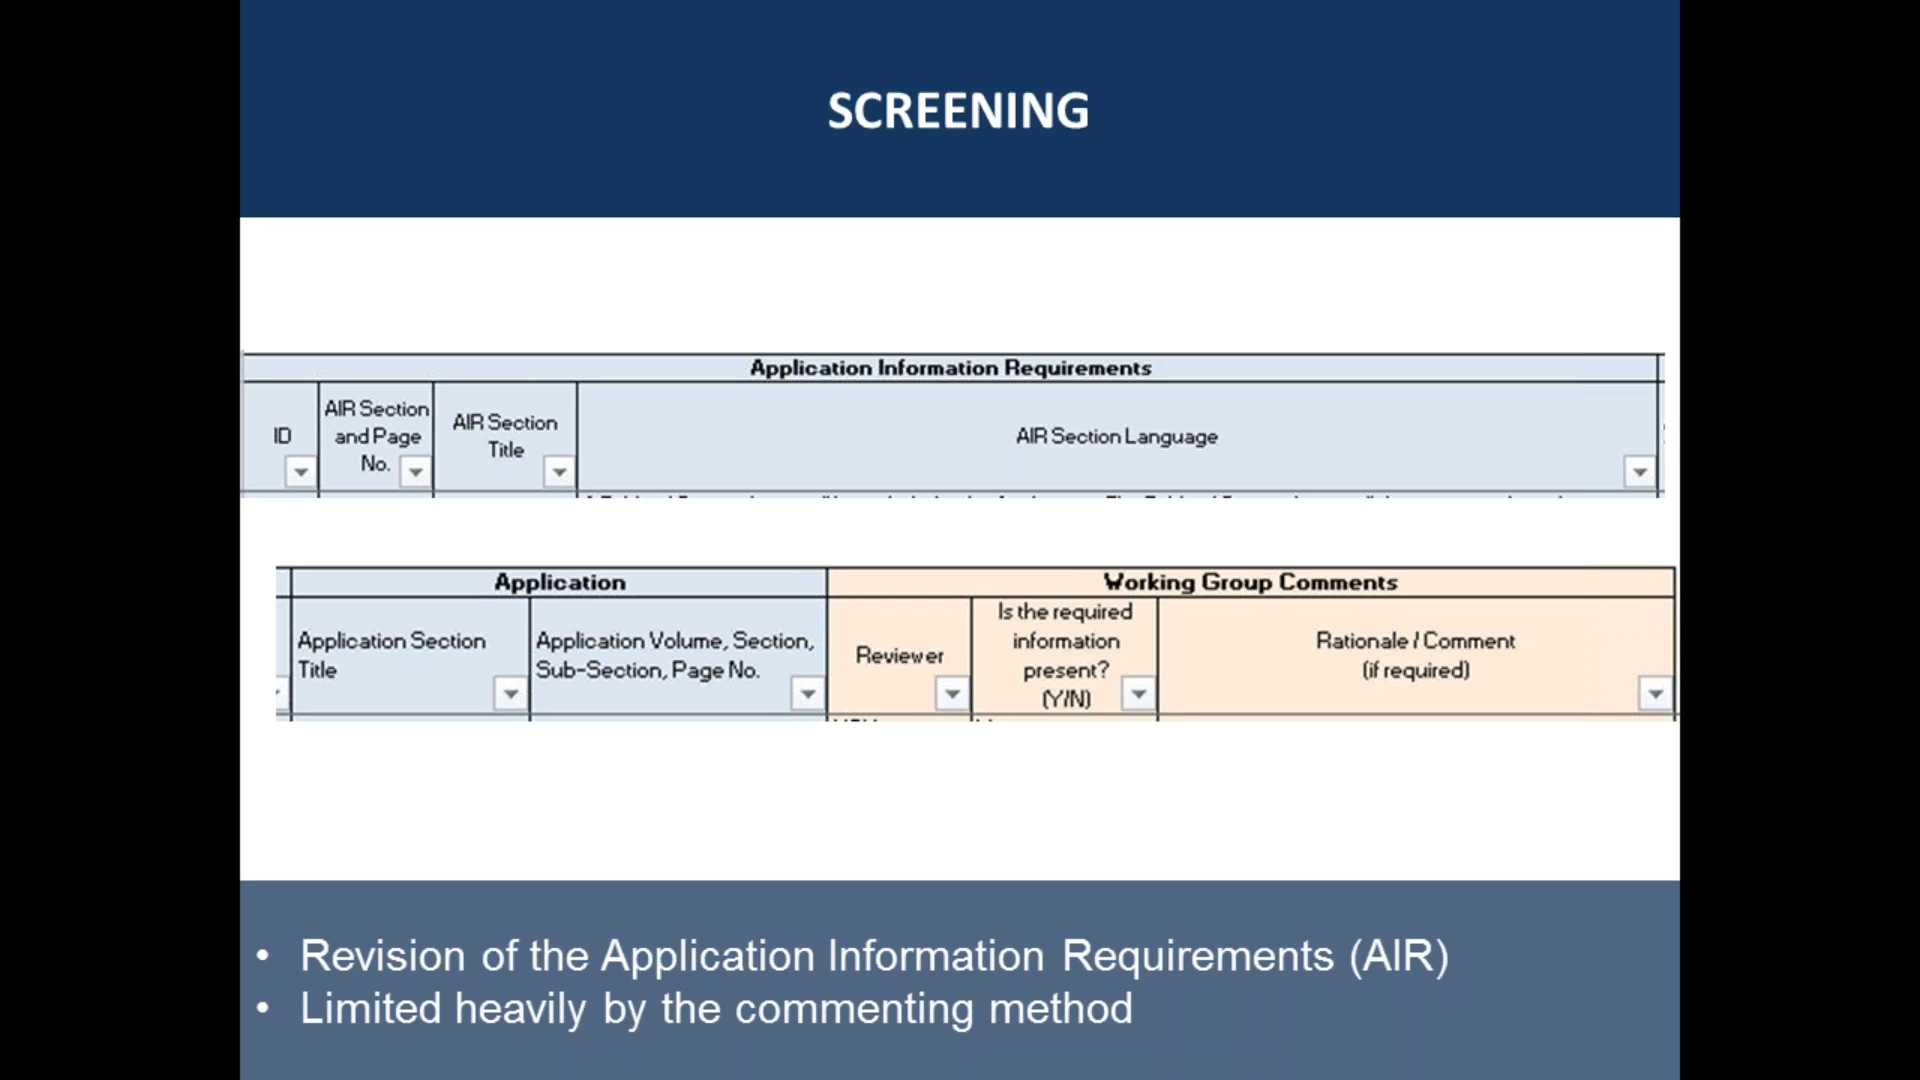 SCREENING
Application Information Requirements
ID
AIR Section
and Page
No.
AIR Section
Title
AIR Section Language
Application
Working Group Comments
Application Section
Title
Application Volume, Section,
Sub-Section, Page No.
Reviewer
Is the required
information
present?
(Y/N)
Rationale / Comment
(if required)
• Revision of the Application Information Requirements (AIR)
• Limited heavily by the commenting method